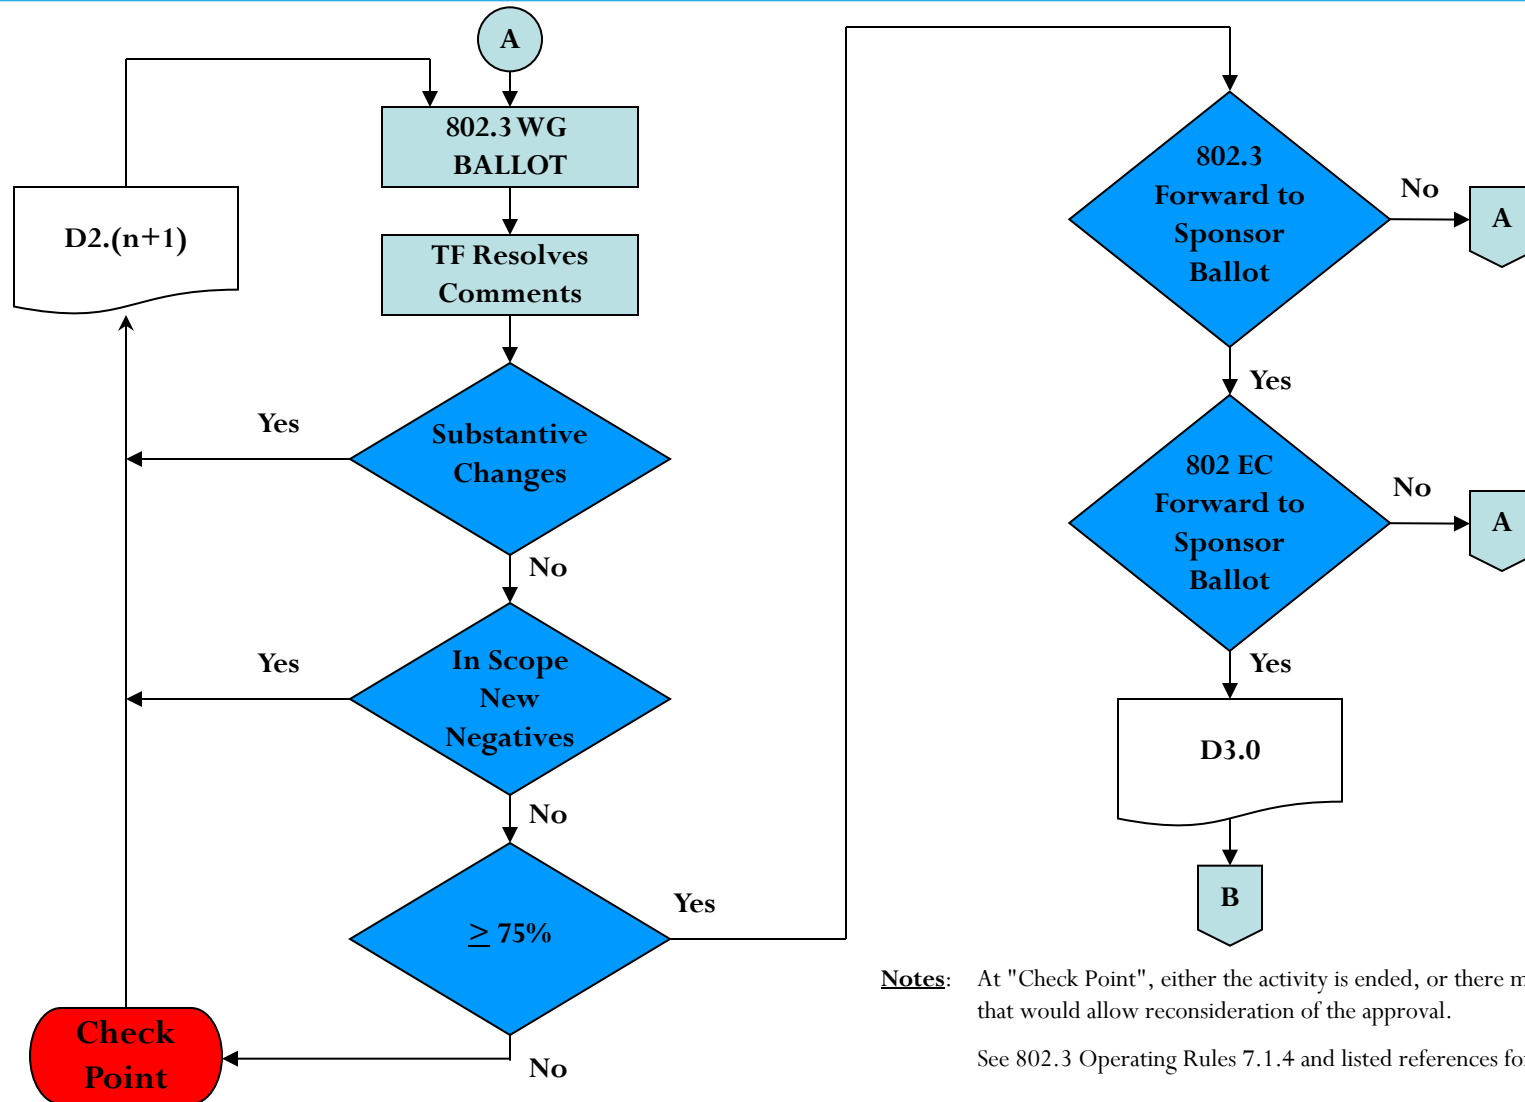 A
802.3 WG
BALLOT
D2.(n+1)
TF Resolves
Comments
Yes
Substantive
Changes
No
Yes
In Scope
New
Negatives
No
≥ 75%
Yes
Check
Point
No
802.3
Forward to
Sponsor
Ballot
No
A
Yes
802 EC
Forward to
Sponsor
Ballot
No
A
Yes
D3.0
B
Notes: At "Check Point", either the activity is ended, or there m
that would allow reconsideration of the approval.
See 802.3 Operating Rules 7.1.4 and listed references for